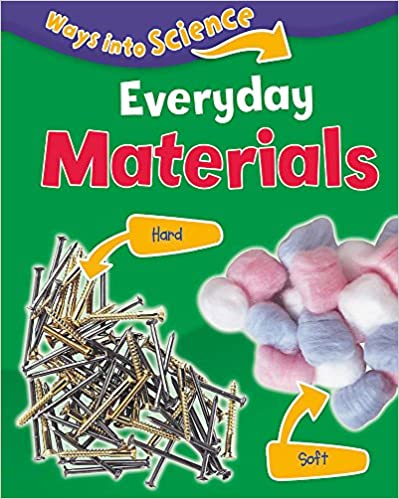 Ways into Science
Everyday
Materials
Hard
Soft